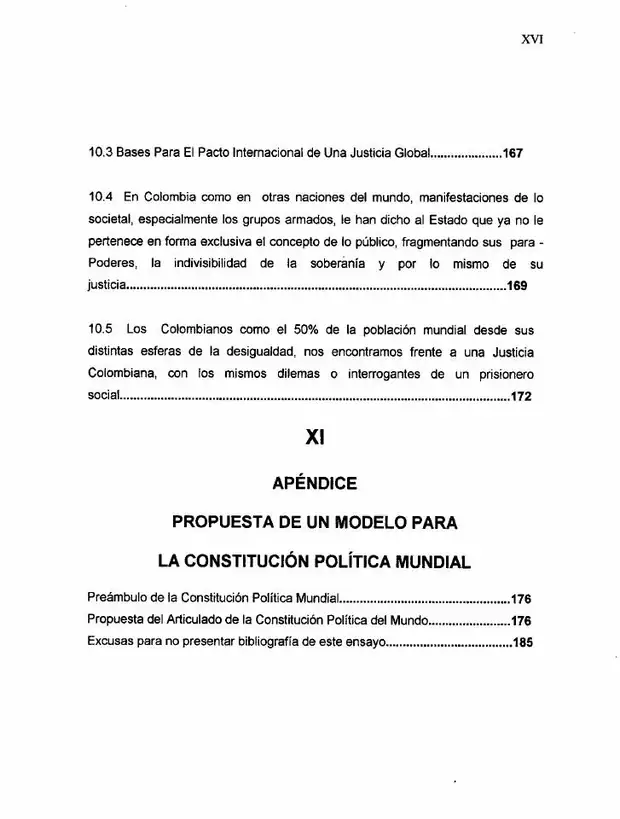 XVI
10.3 Bases Para El Pacto Internacional de Una Justicia Global.....................167
10.4 En Colombia como en otras naciones del mundo, manifestaciones de lo
societal, especialmente los grupos armados, le han dicho al Estado que ya no le
pertenece en forma exclusiva el concepto de lo público, fragmentando sus para -
Poderes, la indivisibilidad de la soberanía y por lo mismo de su
justicia................................................................................................................169
10.5 Los Colombianos como el 50% de la población mundial desde sus
distintas esferas de la desigualdad, nos encontramos frente a una Justicia
Colombiana, con los mismos dilemas o interrogantes de un prisionero
social..................................................................................................................172
XI
APÉNDICE
PROPUESTA DE UN MODELO PARA
LA CONSTITUCIÓN POLÍTICA MUNDIAL
Preámbulo de la Constitución Política Mundial..................................................176
Propuesta del Articulado de la Constitución Política del Mundo........................176
Excusas para no presentar bibliografía de este ensayo.....................................185